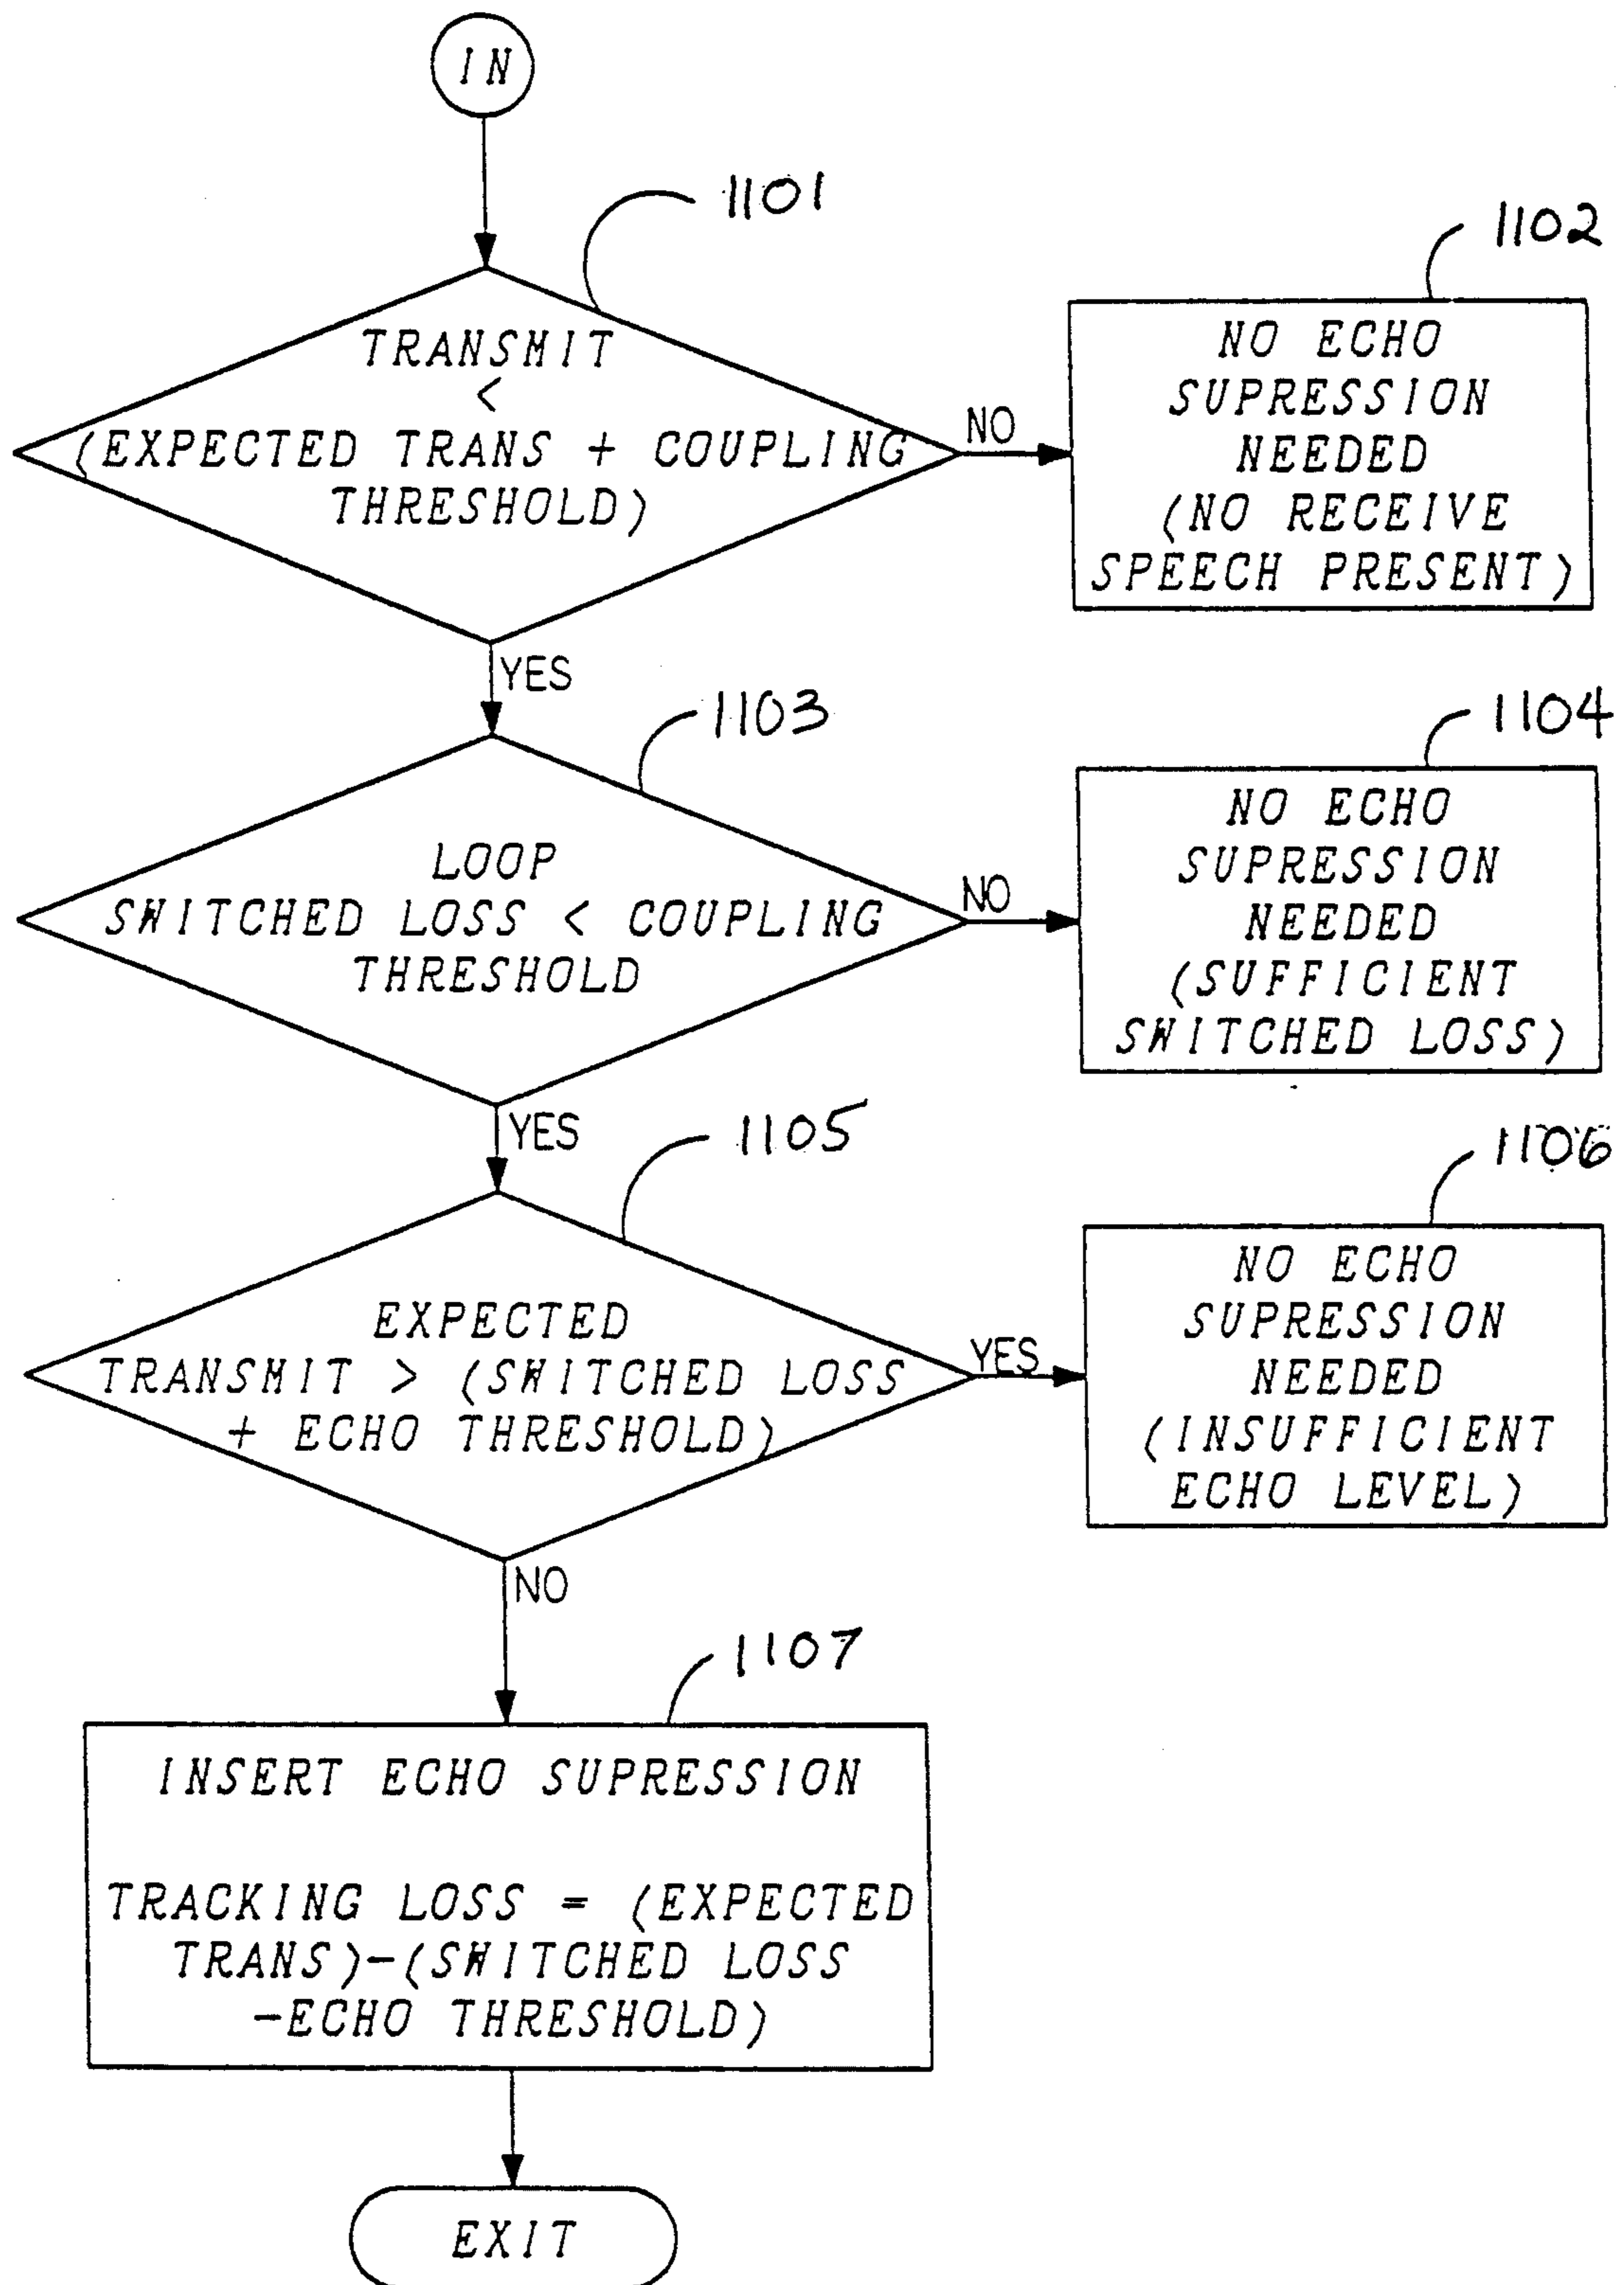 IN
1101
TRANSMIT
<
(EXPECTED TRANS + COUPLING
THRESHOLD)
NO
1102
NO ECHO
SUPRESSION
NEEDED
(NO RECEIVE
SPEECH PRESENT)
YES
1103
LOOP
SWITCHED LOSS < COUPLING
THRESHOLD
NO
1104
NO ECHO
SUPRESSION
NEEDED
(SUFFICIENT
SWITCHED LOSS)
YES
1105
EXPECTED
TRANSMIT > (SWITCHED LOSS
+ ECHO THRESHOLD)
YES
1106
NO ECHO
SUPRESSION
NEEDED
(INSUFFICIENT
ECHO LEVEL)
NO
1107
INSERT ECHO SUPRESSION
TRACKING LOSS = (EXPECTED
TRANS)-(SWITCHED LOSS
-ECHO THRESHOLD)
EXIT